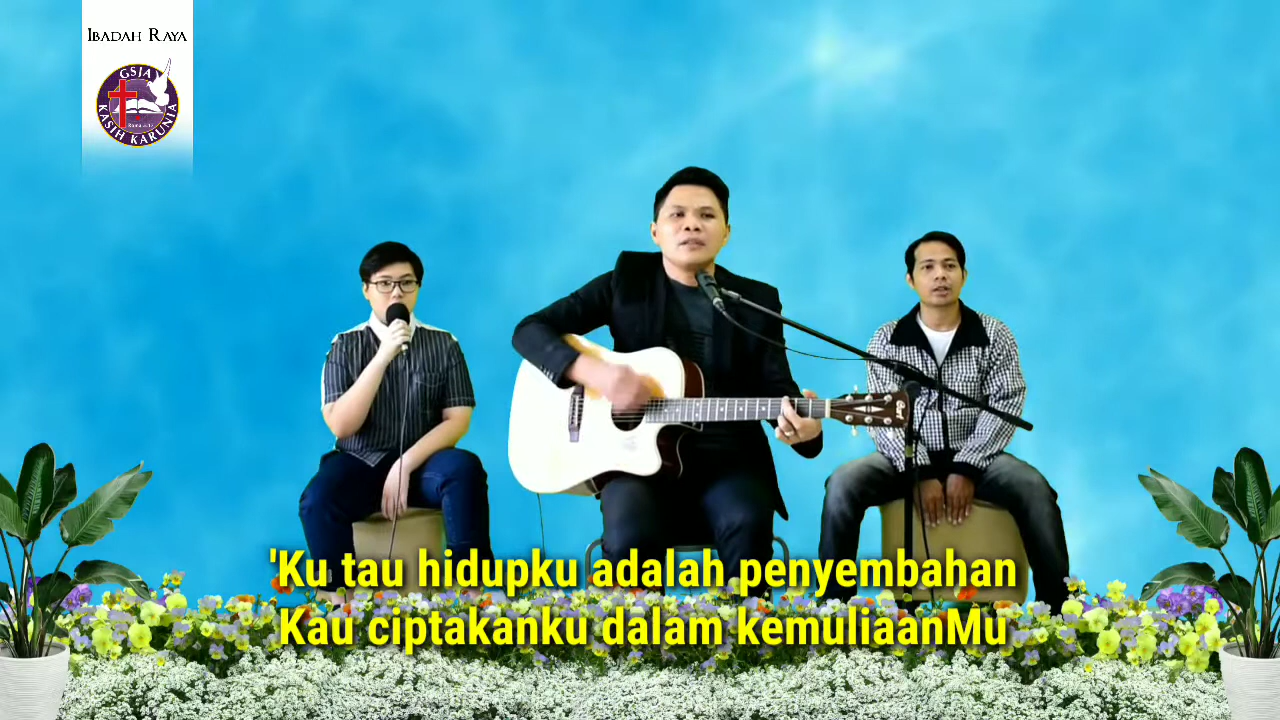 IBADAH RAYA
GSJA
KASIH KARUNIA
'Ku tau hidupku adalah penyembahan
Kau ciptakanku dalam kemuliaanMu